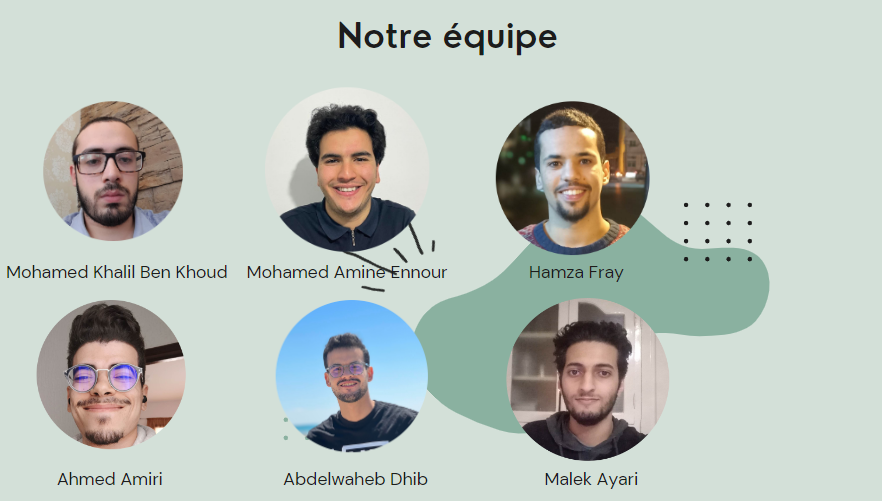 Notre équipe
Mohamed Khalil Ben Khoud
Mohamed Amine Ennour
Hamza Fray
Ahmed Amiri
Abdelwaheb Dhib
Malek Ayari